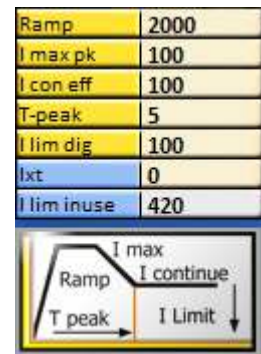 Ramp 2000
I max pk 100
I con eff 100
T-peak 5
I lim dig 100
Ixt 0
I lim inuse 420
I max
Ramp I continue
T peak I Limit